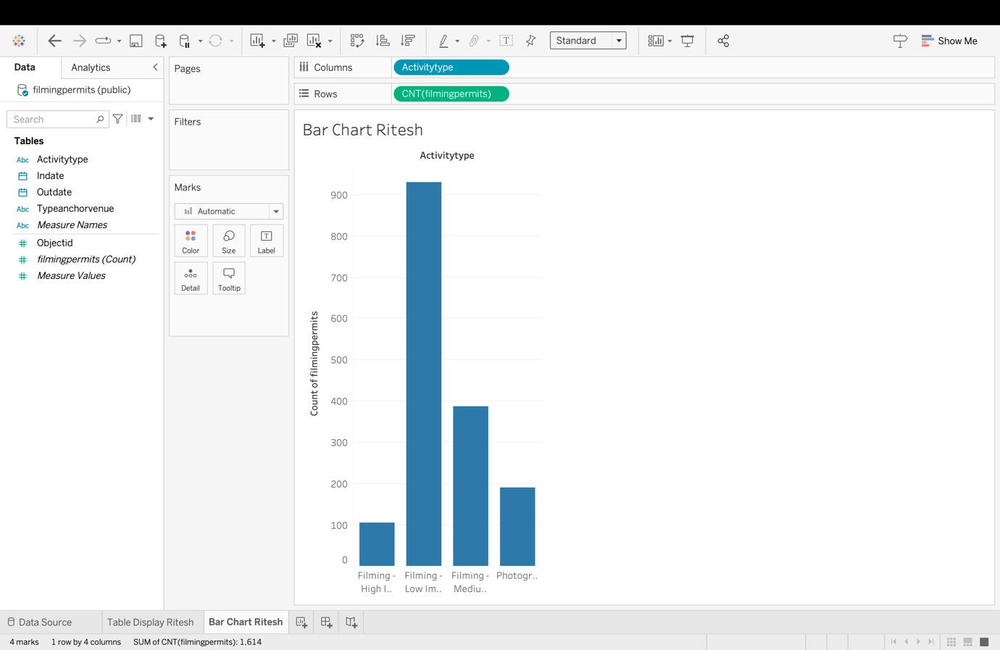 Standard
Show Me
Data
Analytics
filmingpermits (public)
Search
Tables
Abc Activitytype
Indate
Outdate
Abc Typeanchorvenue
Abc Measure Names
Objectid
filmingpermits (Count)
Measure Values
Pages
Filters
Marks
Automatic
Color
Size
T
Label
Detail
Tooltip
Columns
Activitytype
Rows
CNT(filmingpermits)
Bar Chart Ritesh
Activitytype
Count of filmingpermits
900
800
700
600
500
400
300
200
100
0
Filming -
High I..
Filming -
Low Im..
Filming -
Mediu..
Photogr..
Data Source
Table Display Ritesh
Bar Chart Ritesh
4 marks
1 row by 4 columns
SUM of CNT(filmingpermits): 1,614